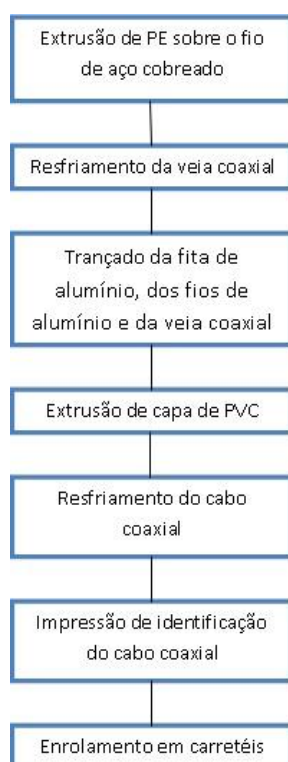 Extrusão de PE sobre o fio
de aço cobreado
Resfriamento da veia coaxial
Trançado da fita de
alumínio, dos fios de
alumínio e da veia coaxial
Extrusão de capa de PVC
Resfriamento do cabo
coaxial
Impressão de identificação
do cabo coaxial
Enrolamento em carretéis